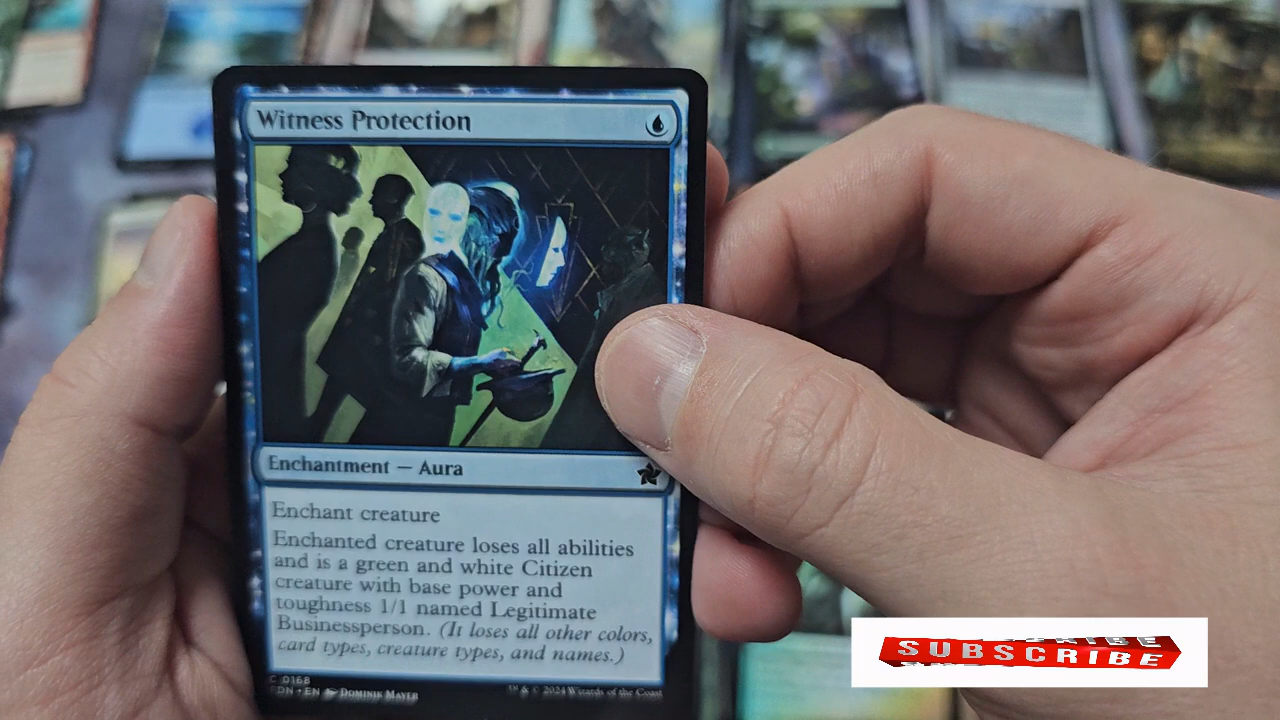 Witness Protection
Enchantment — Aura
Enchant creature
Enchanted creature loses all abilities
and is a green and white Citizen
creature with base power and
toughness 1/1 named Legitimate
Businessperson. (It loses all other colors,
card types, creature types, and names.)
C 0168
FDN • EN DOMINIK MAYER
™ & © 2024 Wizards of the Coast
SUBSCRIBE